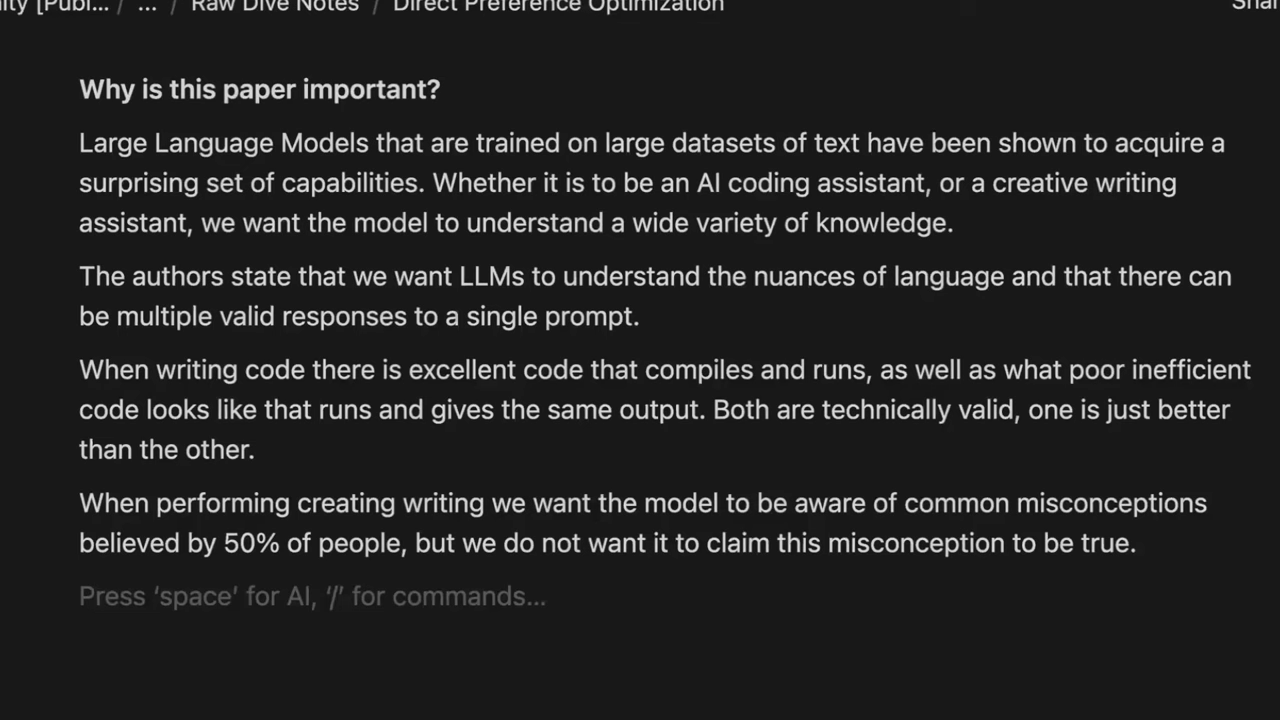 ity [Publ... / ... / Raw Dive Notes / Direct Preference Optimization
Why is this paper important?
Large Language Models that are trained on large datasets of text have been shown to acquire a
surprising set of capabilities. Whether it is to be an AI coding assistant, or a creative writing
assistant, we want the model to understand a wide variety of knowledge.
The authors state that we want LLMs to understand the nuances of language and that there can
be multiple valid responses to a single prompt.
When writing code there is excellent code that compiles and runs, as well as what poor inefficient
code looks like that runs and gives the same output. Both are technically valid, one is just better
than the other.
When performing creating writing we want the model to be aware of common misconceptions
believed by 50% of people, but we do not want it to claim this misconception to be true.
Press ‘space’ for AI, ‘/’ for commands...